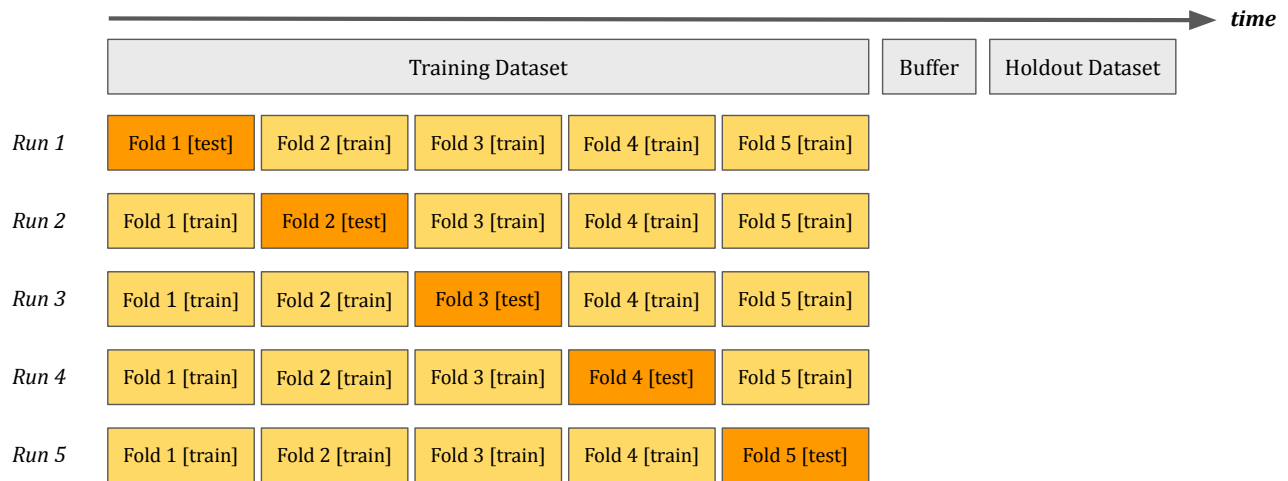 time
Training Dataset Buffer Holdout Dataset
Run 1 Fold 1 [test] Fold 2 [train] Fold 3 [train] Fold 4 [train] Fold 5 [train]
Run 2 Fold 1 [train] Fold 2 [test] Fold 3 [train] Fold 4 [train] Fold 5 [train]
Run 3 Fold 1 [train] Fold 2 [train] Fold 3 [test] Fold 4 [train] Fold 5 [train]
Run 4 Fold 1 [train] Fold 2 [train] Fold 3 [train] Fold 4 [test] Fold 5 [train]
Run 5 Fold 1 [train] Fold 2 [train] Fold 3 [train] Fold 4 [train] Fold 5 [test]